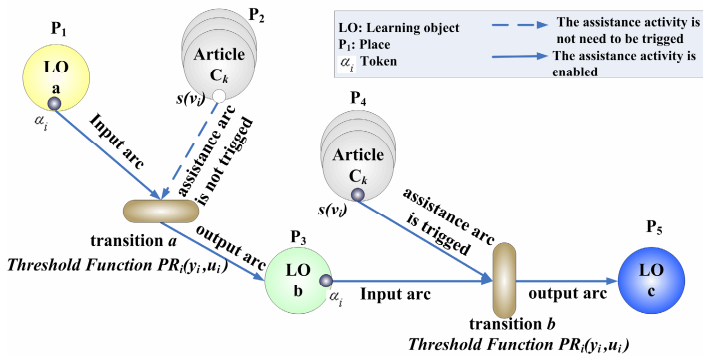 P1
LO
a
αi
Input arc
P2
Article
Ck
s(vi)
assistance arc
is not trigged
transition a
Threshold Function PRi(yi,ui)
output arc
P3
LO
b
αi
Input arc
P4
Article
Ck
s(vi)
assistance arc
is trigged
transition b
Threshold Function PRi(yi,ui)
output arc
P5
LO
c
LO: Learning object
P1: Place
αi Token
The assistance activity is
not need to be trigged
The assistance activity is
enabled